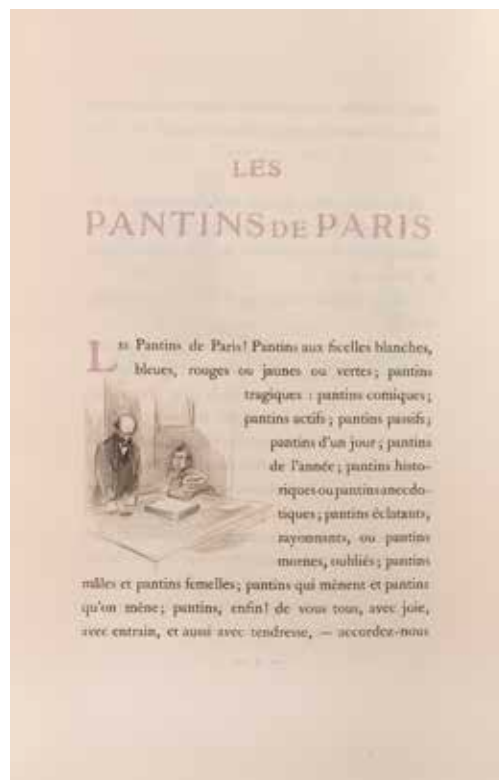 LES
PANTINS DE PARIS
LES Pantins de Paris! Pantins aux ficelles blanches,
bleues, rouges ou jaunes ou vertes; pantins
tragiques : pantins comiques;
pantins actifs; pantins passifs;
pantins d'un jour; pantins
de l'année; pantins histo-
riques ou pantins anecdo-
tiques; pantins éclatants,
rayonnants, ou pantins
mornes, oubliés; pantins
mâles et pantins femelles; pantins qui mènent et pantins
qu'on mène; pantins, enfin! de vous tous, avec joie,
avec entrain, et aussi avec tendresse, — accordez-nous